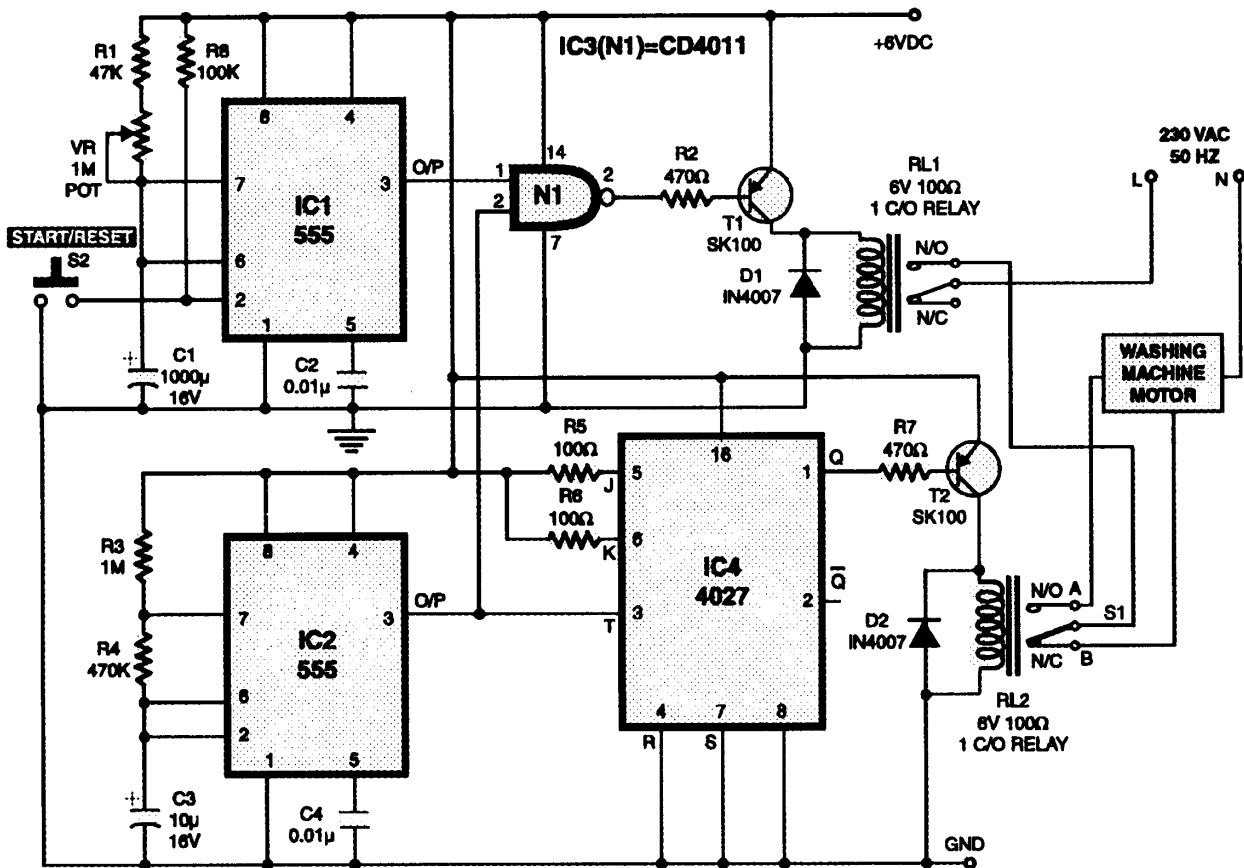 IC3(N1)=CD4011
+6VDC
R1
47K
R6
100K
VR
1M
POT
6
4
7
3
O/P
IC1
555
START/RESET
S2
6
2
1
5
C1
1000µ
16V
C2
0.01µ
14
1
2
N1
2
7
R2
470Ω
T1
SK100
D1
IN4007
RL1
6V 100Ω
1 C/O RELAY
N/O
N/C
230 VAC
50 HZ
L
N
WASHING
MACHINE
MOTOR
R5
100Ω
J
R6
100Ω
K
5
6
16
1
Q
R7
470Ω
T2
SK100
IC4
4027
3
T
2
Q̅
4
7
8
R
S
R3
1M
8
4
7
3
O/P
R4
470K
IC2
555
6
2
1
5
C3
10µ
16V
C4
0.01µ
D2
IN4007
N/O
A
S1
N/C
B
RL2
6V 100Ω
1 C/O RELAY
GND